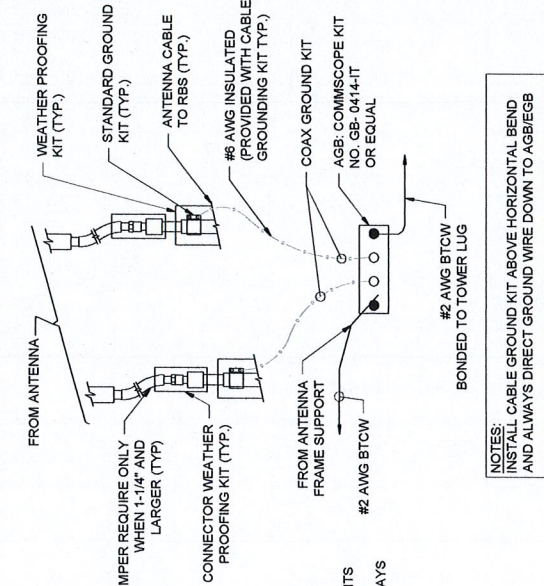 FROM ANTENNA
WEATHER PROOFING
KIT (TYP.)
STANDARD GROUND
KIT (TYP.)
ANTENNA CABLE
TO RBS (TYP.)
#6 AWG INSULATED
(PROVIDED WITH CABLE
GROUNDING KIT TYP.)
COAX GROUND KIT
AGB: COMMSCOPE KIT
NO. GB- 0414-IT
OR EQUAL
MPER REQUIRE ONLY
WHEN 1-1/4" AND
LARGER (TYP)
CONNECTOR WEATHER
PROOFING KIT (TYP.)
FROM ANTENNA
FRAME SUPPORT
#2 AWG BTCW
#2 AWG BTCW
BONDED TO TOWER LUG
ITS
AYS
NOTES:
INSTALL CABLE GROUND KIT ABOVE HORIZONTAL BEND
AND ALWAYS DIRECT GROUND WIRE DOWN TO AGB/EGB